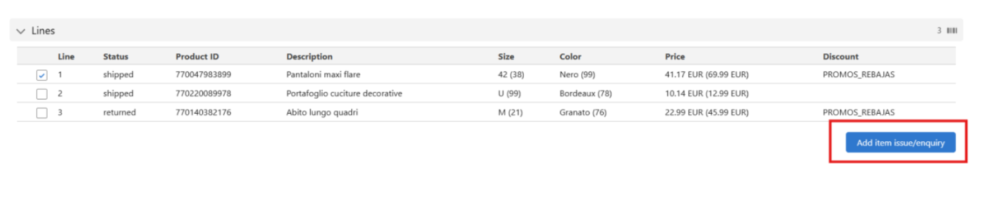 Lines 3
Line Status Product ID Description Size Color Price Discount
1 shipped 770047983899 Pantaloni maxi flare 42 (38) Nero (99) 41.17 EUR (69.99 EUR) PROMOS_REBAJAS
2 shipped 770220089978 Portafoglio cuciture decorative U (99) Bordeaux (78) 10.14 EUR (12.99 EUR)
3 returned 770140382176 Abito lungo quadri M (21) Granato (76) 22.99 EUR (45.99 EUR) PROMOS_REBAJAS
Add item issue/enquiry